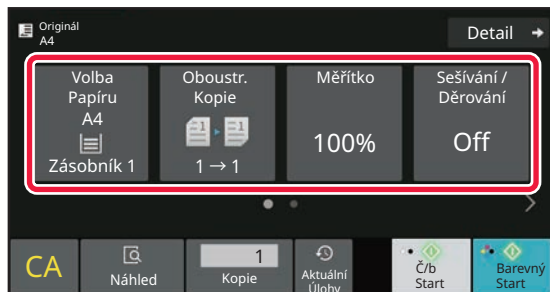 Originál
A4
Detail
Volba
Papíru
A4
Zásobník 1
Oboustr.
Kopie
1 → 1
Měřítko
100%
Sešívání /
Děrování
Off
CA
Náhled
1
Kopie
Aktuální
Úlohy
Č/b
Start
Barevný
Start